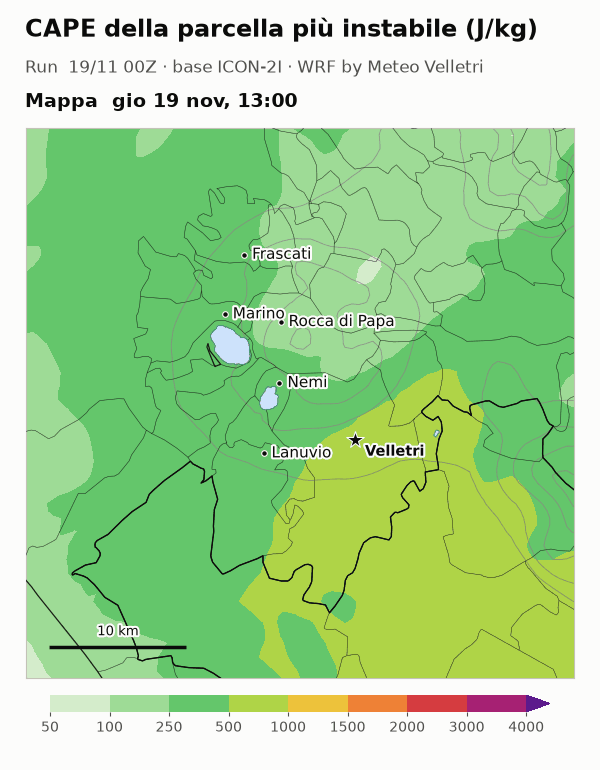 CAPE della parcella più instabile (J/kg)
Run  19/11 00Z · base ICON-2I · WRF by Meteo Velletri
Mappa  gio 19 nov, 13:00
Frascati
Marino
Rocca di Papa
Nemi
Velletri
Lanuvio
10 km
50 100 250 500 1000 1500 2000 3000 4000